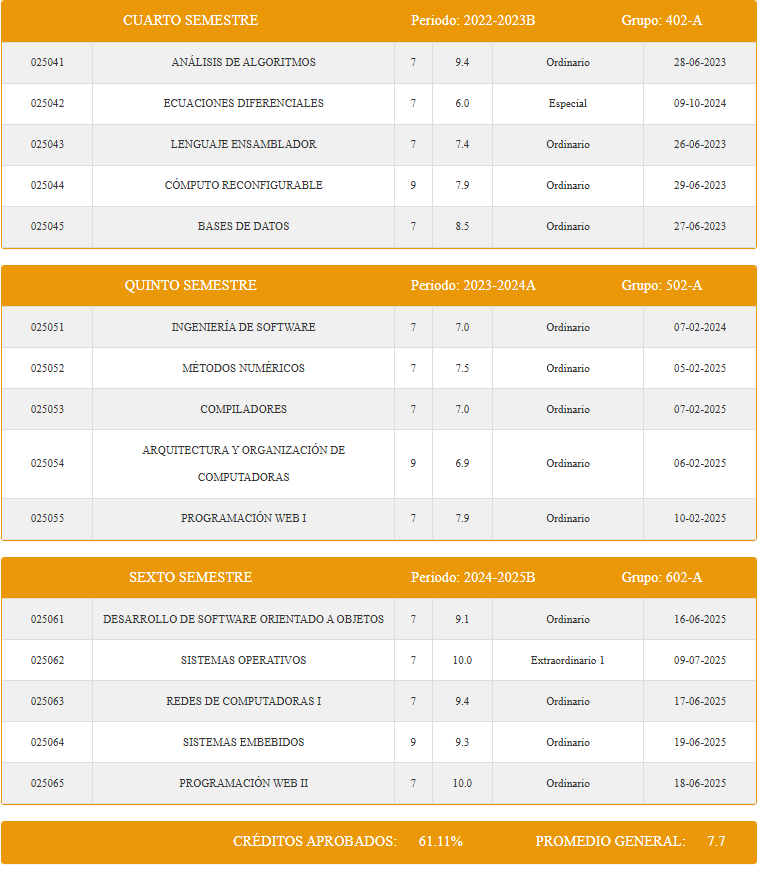 CUARTO SEMESTRE Periodo: 2022-2023B Grupo: 402-A
025041 ANÁLISIS DE ALGORITMOS 7 9.4 Ordinario 28-06-2023
025042 ECUACIONES DIFERENCIALES 7 6.0 Especial 09-10-2024
025043 LENGUAJE ENSAMBLADOR 7 7.4 Ordinario 26-06-2023
025044 CÓMPUTO RECONFIGURABLE 9 7.9 Ordinario 29-06-2023
025045 BASES DE DATOS 7 8.5 Ordinario 27-06-2023
QUINTO SEMESTRE Periodo: 2023-2024A Grupo: 502-A
025051 INGENIERÍA DE SOFTWARE 7 7.0 Ordinario 07-02-2024
025052 MÉTODOS NUMÉRICOS 7 7.5 Ordinario 05-02-2025
025053 COMPILADORES 7 7.0 Ordinario 07-02-2025
025054 ARQUITECTURA Y ORGANIZACIÓN DE
COMPUTADORAS 9 6.9 Ordinario 06-02-2025
025055 PROGRAMACIÓN WEB I 7 7.9 Ordinario 10-02-2025
SEXTO SEMESTRE Periodo: 2024-2025B Grupo: 602-A
025061 DESARROLLO DE SOFTWARE ORIENTADO A OBJETOS 7 9.1 Ordinario 16-06-2025
025062 SISTEMAS OPERATIVOS 7 10.0 Extraordinario 1 09-07-2025
025063 REDES DE COMPUTADORAS I 7 9.4 Ordinario 17-06-2025
025064 SISTEMAS EMBEBIDOS 9 9.3 Ordinario 19-06-2025
025065 PROGRAMACIÓN WEB II 7 10.0 Ordinario 18-06-2025
CRÉDITOS APROBADOS: 61.11% PROMEDIO GENERAL: 7.7